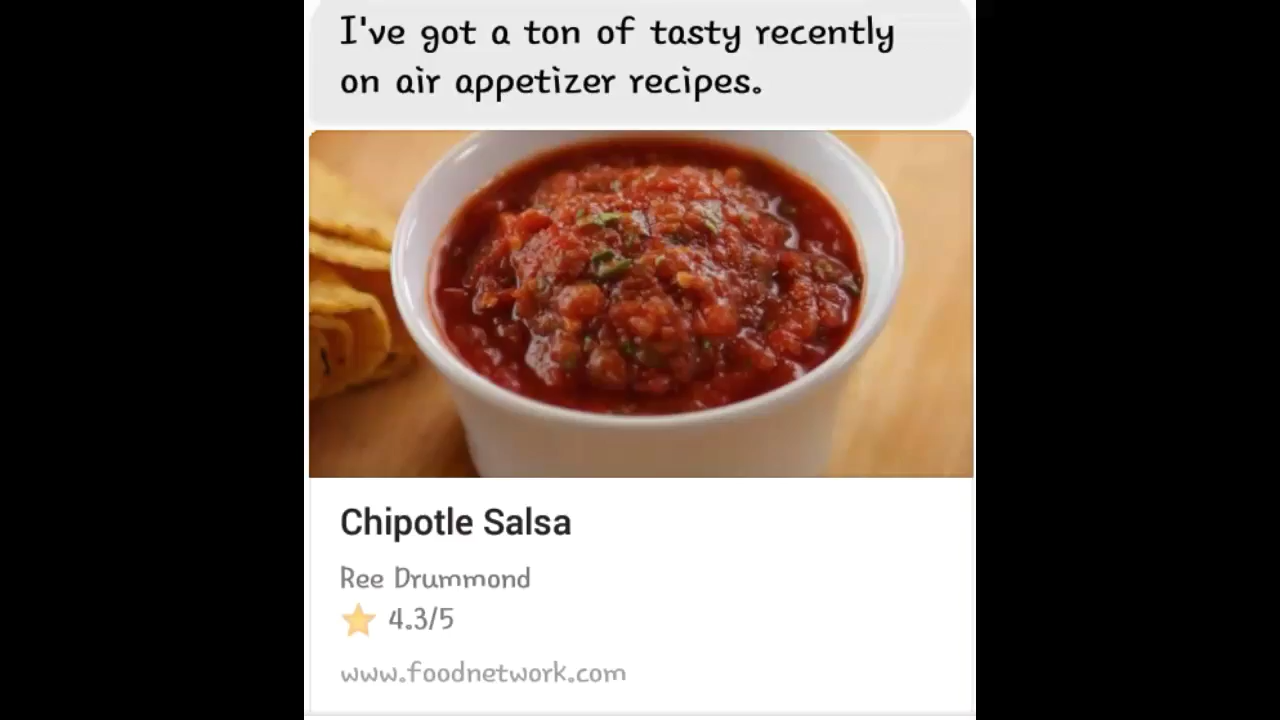 I've got a ton of tasty recently
on air appetizer recipes.
Chipotle Salsa
Ree Drummond
4.3/5
www.foodnetwork.com